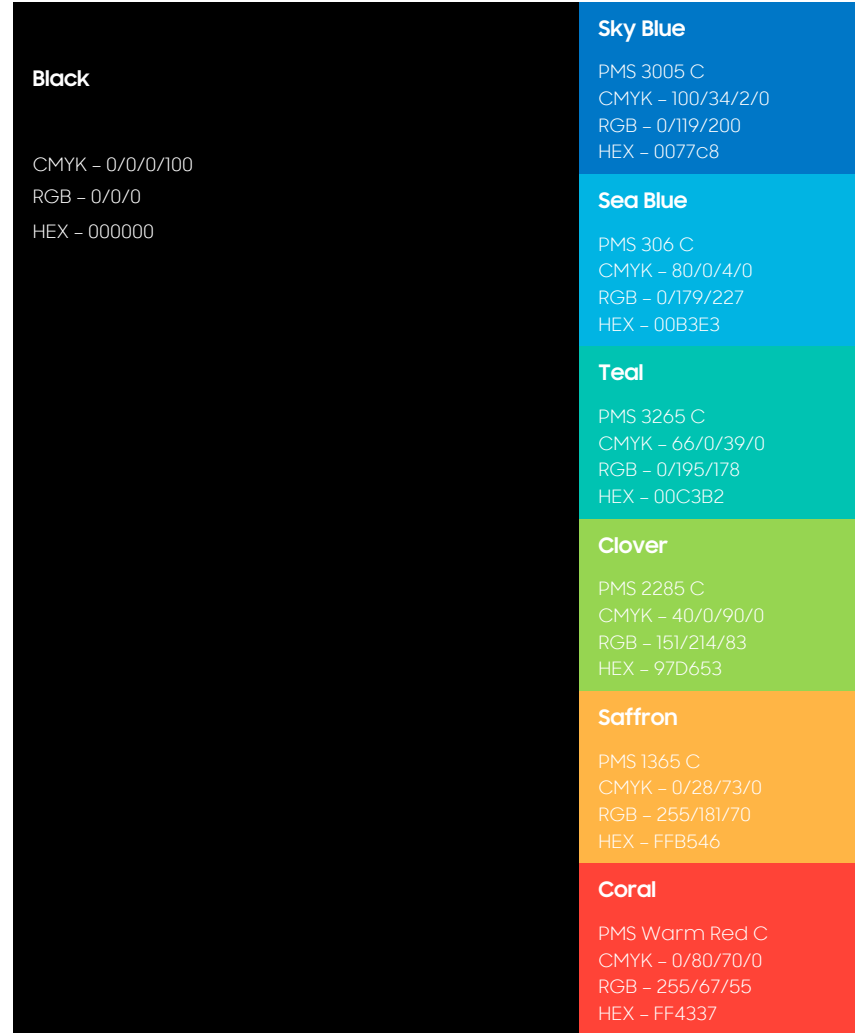 Black
CMYK – 0/0/0/100
RGB – 0/0/0
HEX – 000000
Sky Blue
PMS 3005 C
CMYK – 100/34/2/0
RGB – 0/119/200
HEX – 0077c8
Sea Blue
PMS 306 C
CMYK – 80/0/4/0
RGB – 0/179/227
HEX – 00B3E3
Teal
PMS 3265 C
CMYK – 66/0/39/0
RGB – 0/195/178
HEX – 00C3B2
Clover
PMS 2285 C
CMYK – 40/0/90/0
RGB – 151/214/83
HEX – 97D653
Saffron
PMS 1365 C
CMYK – 0/28/73/0
RGB – 255/181/70
HEX – FFB546
Coral
PMS Warm Red C
CMYK – 0/80/70/0
RGB – 255/67/55
HEX – FF4337